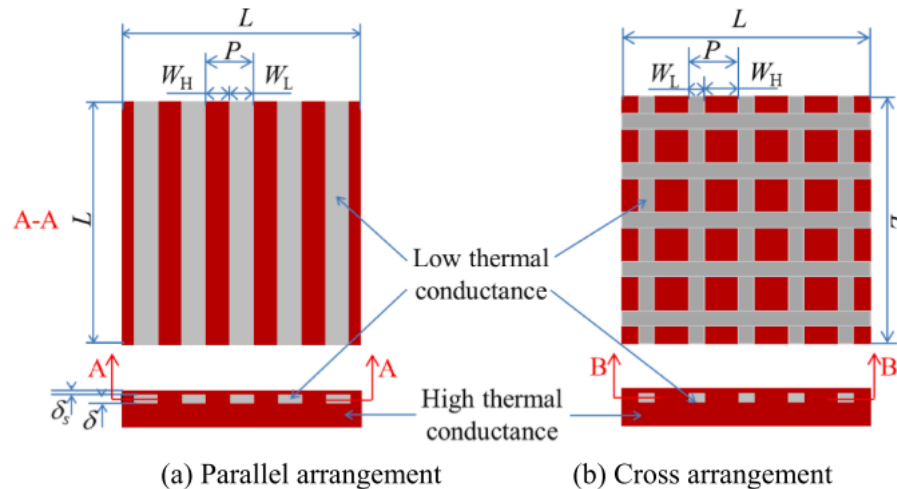 L
P
W_H
W_L
A-A
L
A
A
δ_s
δ
(a) Parallel arrangement
Low thermal
conductance
High thermal
conductance
L
P
W_L
W_H
L
B
B
(b) Cross arrangement